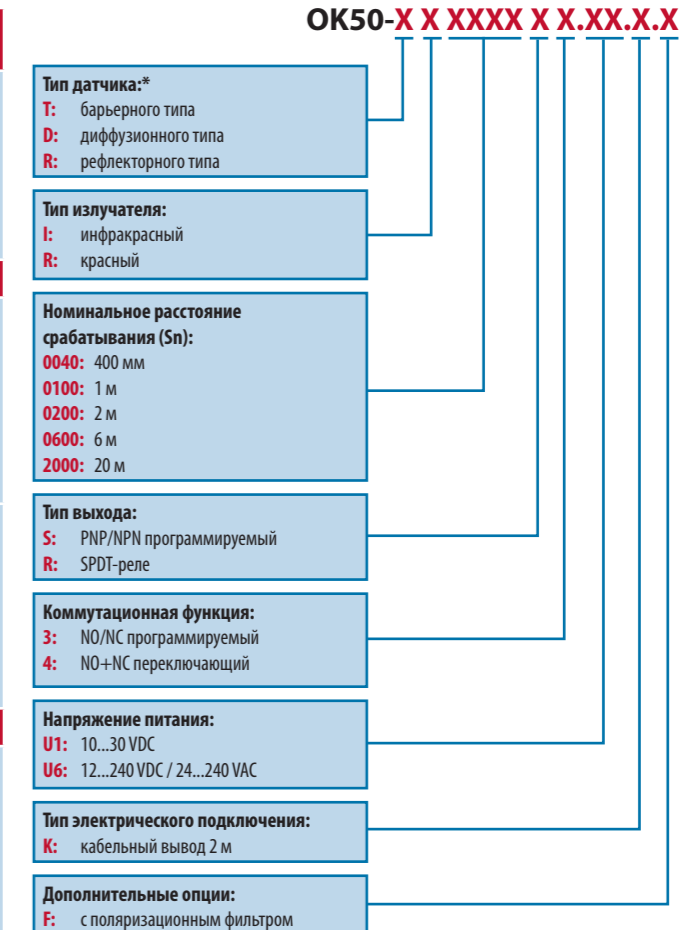 OK50-X X XXXX X X.XX.X.X
Тип датчика:*
T: барьерного типа
D: диффузионного типа
R: рефлекторного типа
Тип излучателя:
I: инфракрасный
R: красный
Номинальное расстояние
срабатывания (Sn):
0040: 400 мм
0100: 1 м
0200: 2 м
0600: 6 м
2000: 20 м
Тип выхода:
S: PNP/NPN программируемый
R: SPDT-реле
Коммутационная функция:
3: NO/NC программируемый
4: NO+NC переключающий
Напряжение питания:
U1: 10...30 VDC
U6: 12...240 VDC / 24...240 VAC
Тип электрического подключения:
K: кабельный вывод 2 м
Дополнительные опции:
F: с поляризационным фильтром